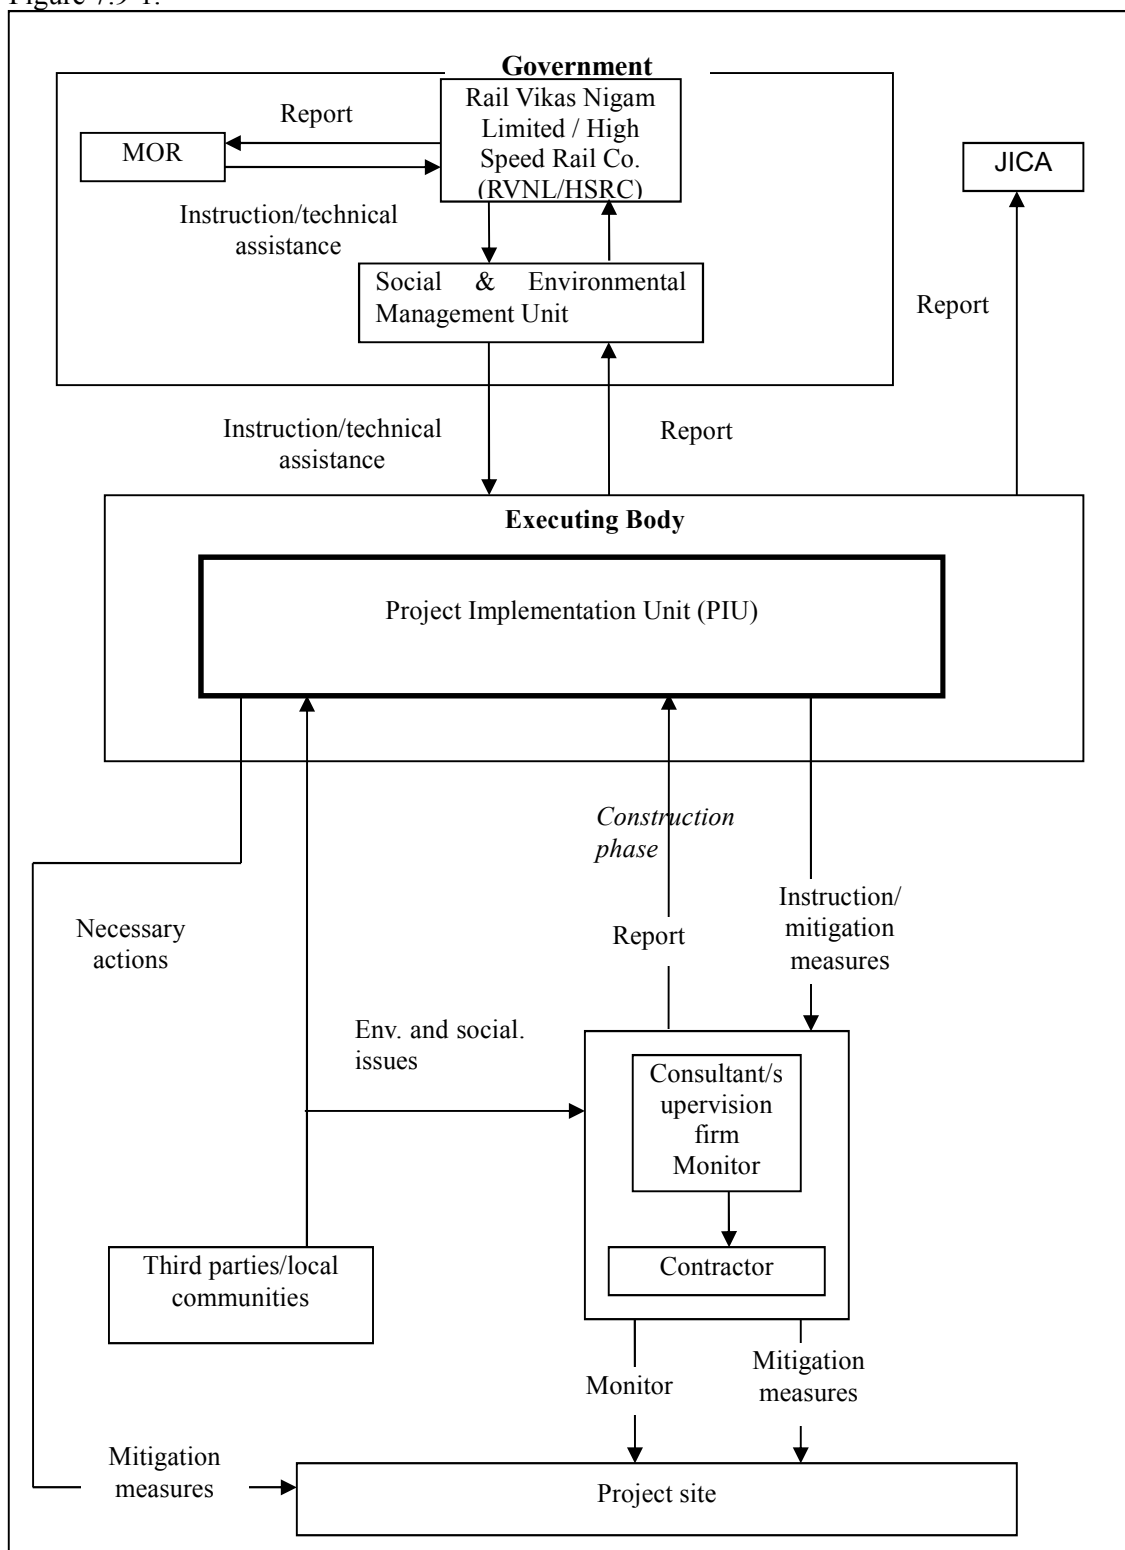 Figure 7.9-1.
Government
Rail Vikas Nigam
Limited / High
Speed Rail Co.
(RVNL/HSRC)
Report
MOR
JICA
Instruction/technical
assistance
Social & Environmental
Management Unit
Report
Instruction/technical
assistance
Report
Executing Body
Project Implementation Unit (PIU)
Construction
phase
Necessary
actions
Report
Instruction/
mitigation
measures
Env. and social.
issues
Consultant/s
upervision
firm
Monitor
Third parties/local
communities
Contractor
Monitor
Mitigation
measures
Mitigation
measures
Project site